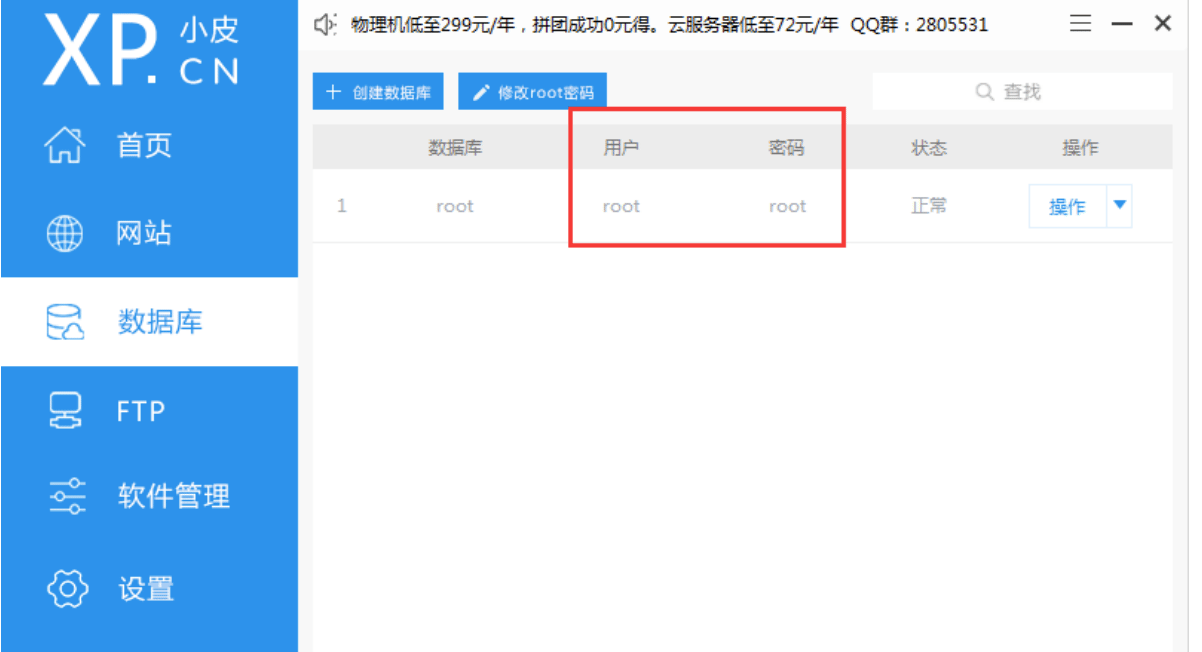 XP.CN 小皮
物理机低至299元/年，拼团成功0元得。云服务器低至72元/年 QQ群：2805531
首页
网站
数据库
FTP
软件管理
设置
+ 创建数据库 修改root密码 查找
数据库 用户 密码 状态 操作
1 root root root 正常 操作